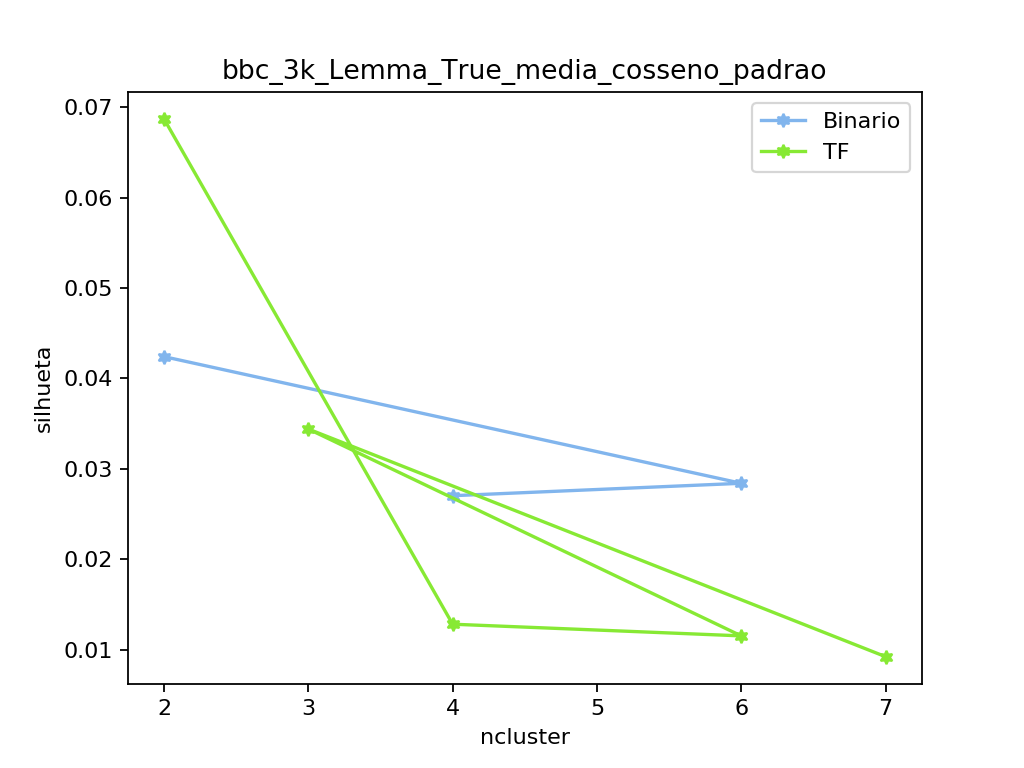 bbc_3k_Lemma_True_media_cosseno_padrao
Binario
TF
0.07
0.06
0.05
0.04
0.03
0.02
0.01
silhueta
2 3 4 5 6 7
ncluster